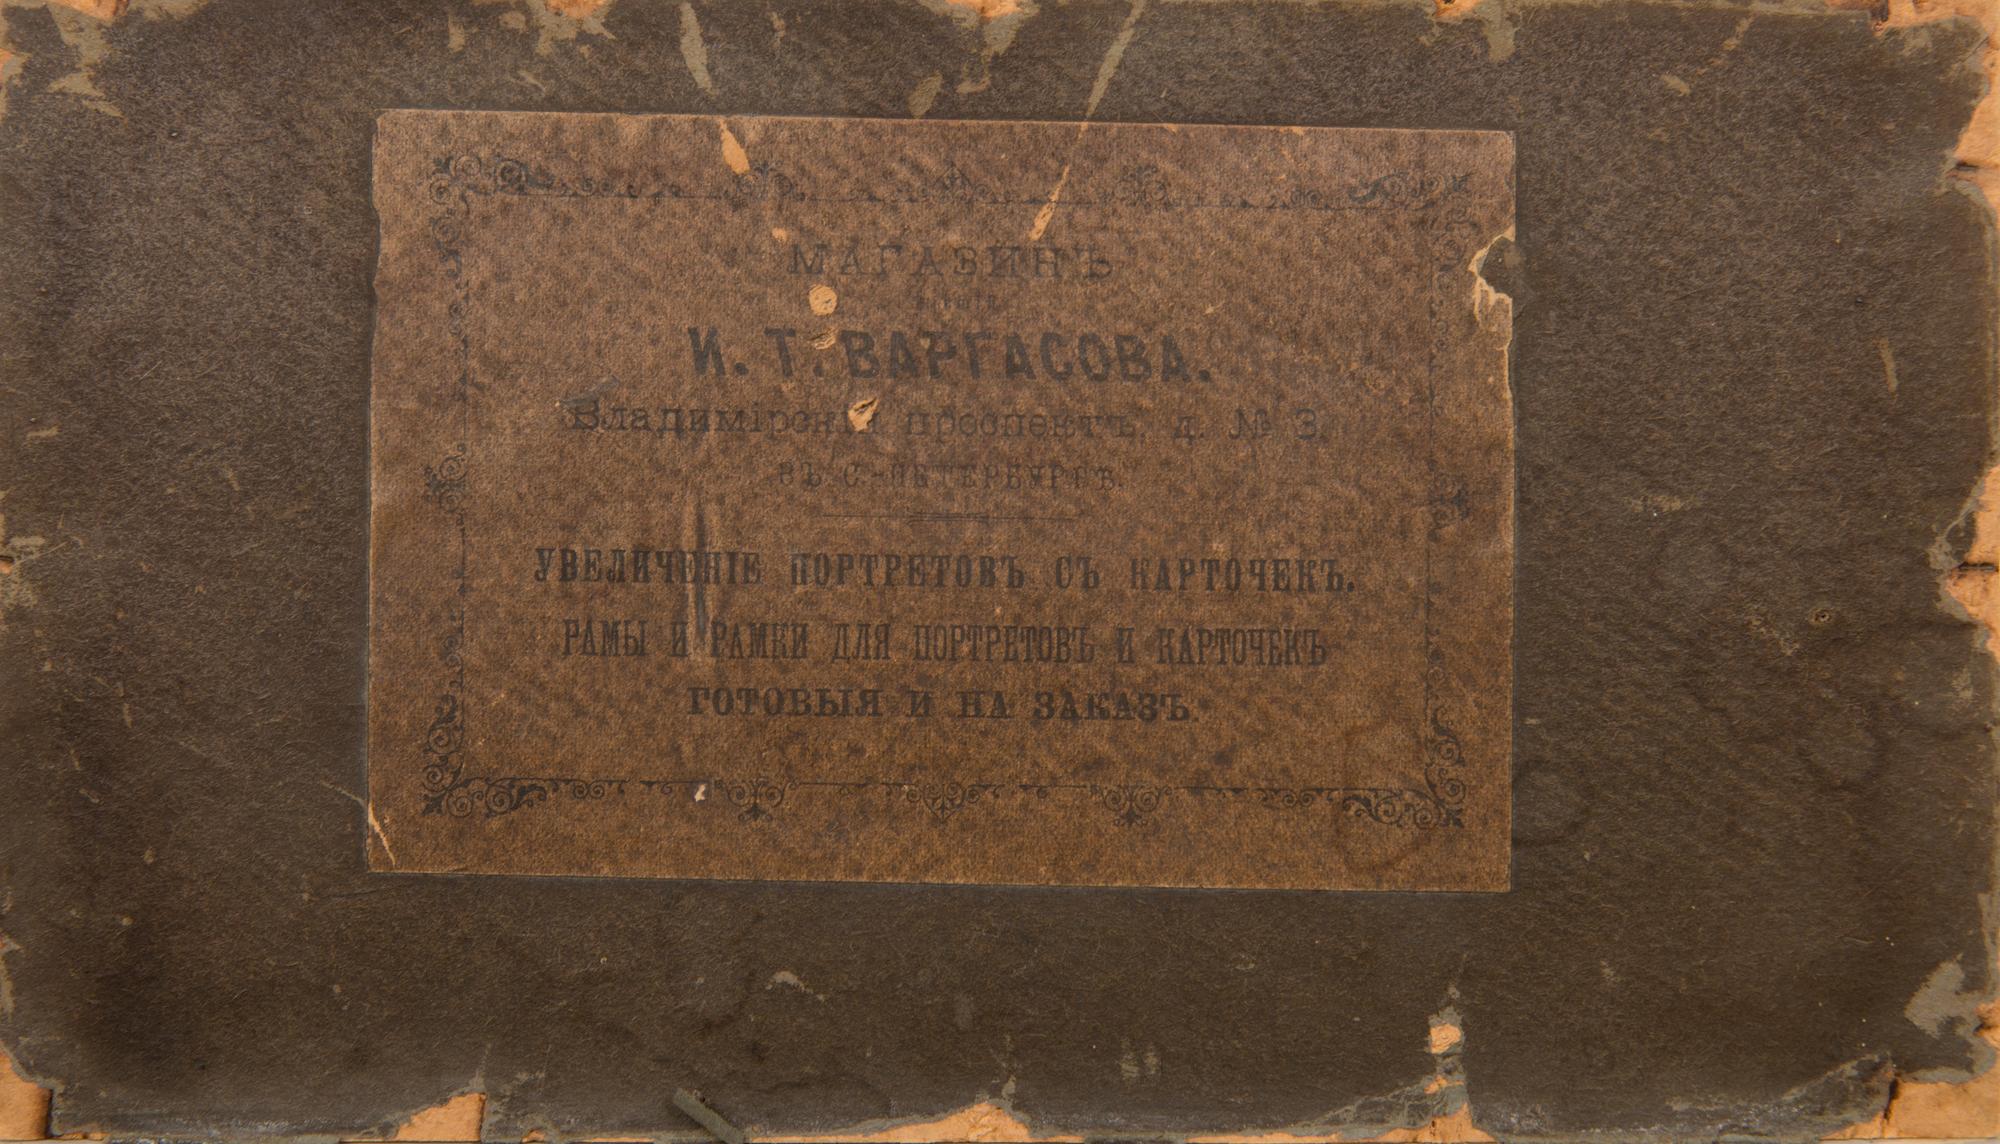 МАГАЗИНЪ
И. Т. ВАРГАСОВА.
Владимірскій проспектъ, д. № 3.
ВЪ С.-ПЕТЕРБУРГѢ.
УВЕЛИЧЕНІЕ ПОРТРЕТОВЪ СЪ КАРТОЧЕКЪ.
РАМЫ И РАМКИ ДЛЯ ПОРТРЕТОВЪ И КАРТОЧЕКЪ
ГОТОВЫЯ И НА ЗАКАЗЪ.